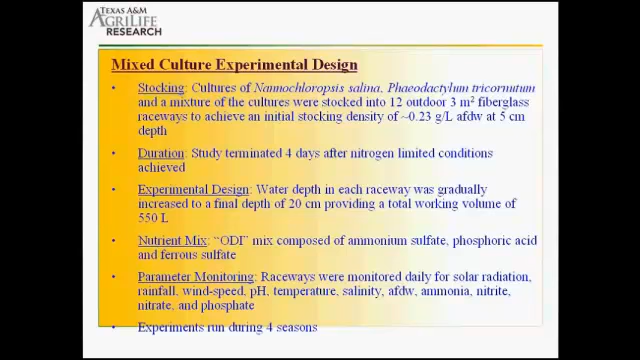 TEXAS A&M
AGRILIFE
RESEARCH
Mixed Culture Experimental Design
• Stocking: Cultures of Nannochloropsis salina, Phaeodactylum tricornutum
and a mixture of the cultures were stocked into 12 outdoor 3 m² fiberglass
raceways to achieve an initial stocking density of ~0.23 g/L afdw at 5 cm
depth
• Duration: Study terminated 4 days after nitrogen limited conditions
achieved
• Experimental Design: Water depth in each raceway was gradually
increased to a final depth of 20 cm providing a total working volume of
550 L
• Nutrient Mix: “ODI” mix composed of ammonium sulfate, phosphoric acid
and ferrous sulfate
• Parameter Monitoring: Raceways were monitored daily for solar radiation,
rainfall, wind-speed, pH, temperature, salinity, afdw, ammonia, nitrite,
nitrate, and phosphate
• Experiments run during 4 seasons